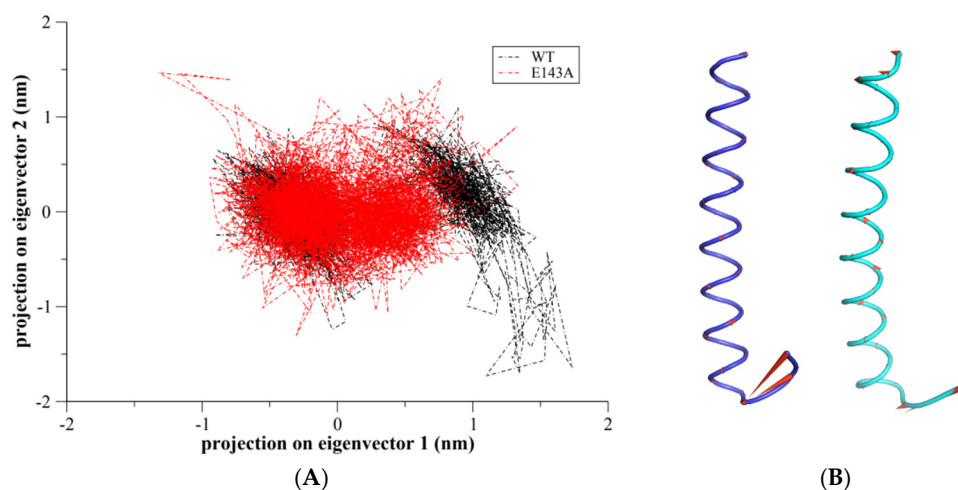 2
1
0
-1
-2
-2
-1
0
1
2
projection on eigenvector 2 (nm)
projection on eigenvector 1 (nm)
WT
E143A
(A)
B
(B)